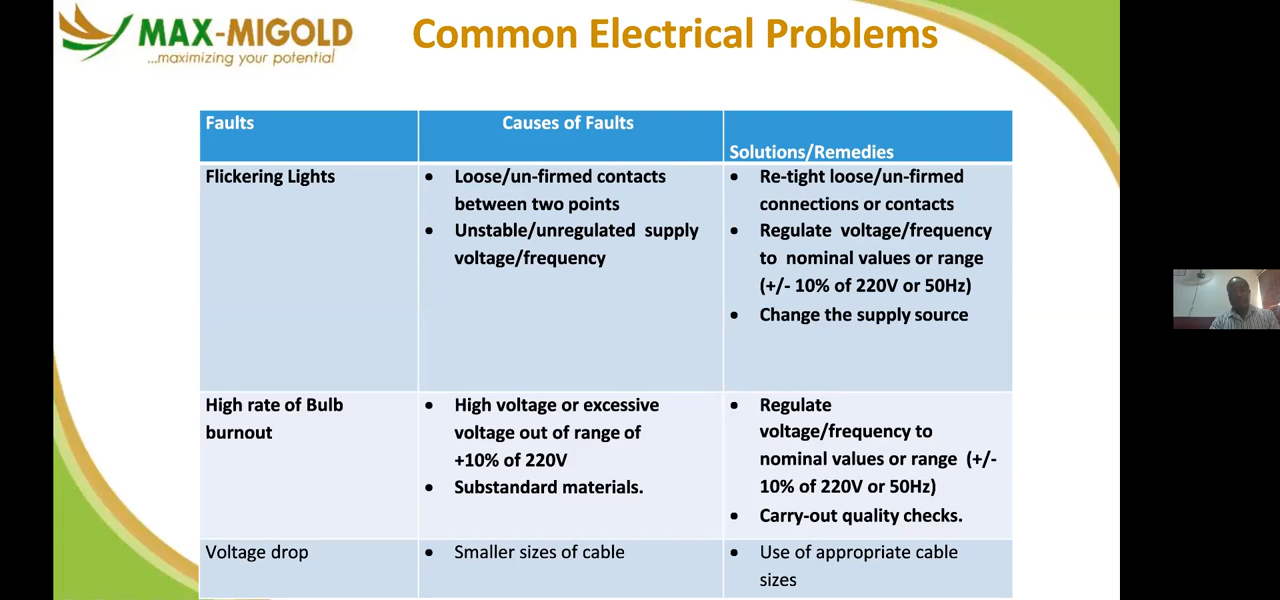 MAX-MIGOLD
...maximizing your potential
Common Electrical Problems
Faults
Causes of Faults
Solutions/Remedies
Flickering Lights
• Loose/un-firmed contacts
between two points
• Unstable/unregulated supply
voltage/frequency
• Re-tight loose/un-firmed
connections or contacts
• Regulate voltage/frequency
to nominal values or range
(+/- 10% of 220V or 50Hz)
• Change the supply source
High rate of Bulb
burnout
• High voltage or excessive
voltage out of range of
+10% of 220V
• Substandard materials.
• Regulate
voltage/frequency to
nominal values or range (+/-
10% of 220V or 50Hz)
• Carry-out quality checks.
Voltage drop
• Smaller sizes of cable
• Use of appropriate cable
sizes